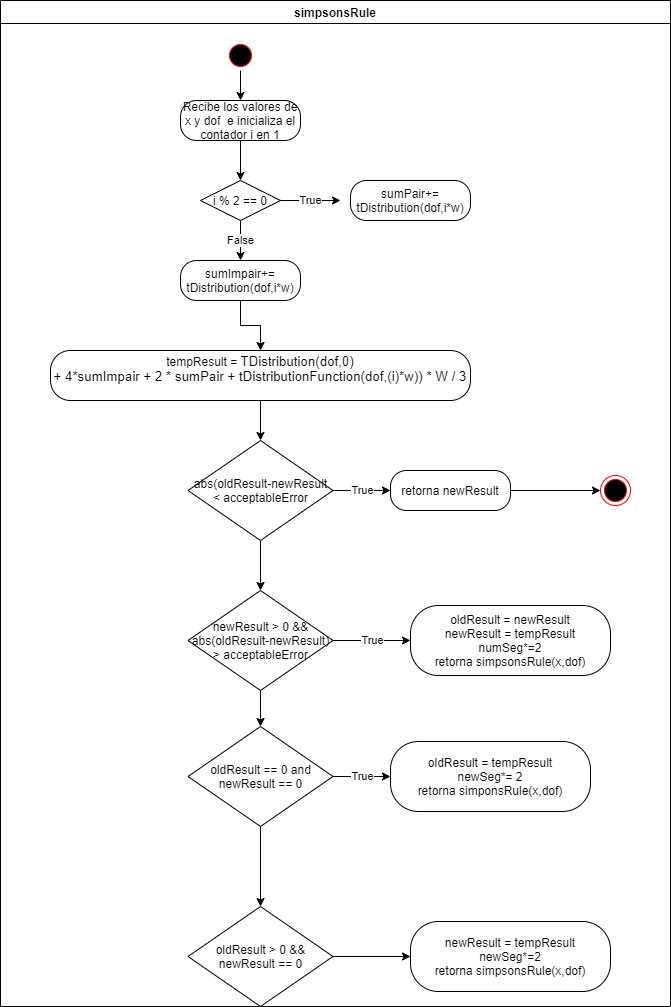 simpsonsRule
Recibe los valores de
x y dof e inicializa el
contador i en 1
i % 2 == 0
True
sumPair+=
tDistribution(dof,i*w)
False
sumImpair+=
tDistribution(dof,i*w)
tempResult = TDistribution(dof,0)
+ 4*sumImpair + 2 * sumPair + tDistributionFunction(dof,(i)*w)) * W / 3
abs(oldResult-newResult
< acceptableError
True
retorna newResult
newResult > 0 &&
abs(oldResult-newResult)
> acceptableError
True
oldResult = newResult
newResult = tempResult
numSeg*=2
retorna simpsonsRule(x,dof)
oldResult == 0 and
newResult == 0
True
oldResult = tempResult
newSeg*= 2
retorna simponsRule(x,dof)
oldResult > 0 &&
newResult == 0
newResult = tempResult
newSeg*=2
retorna simpsonsRule(x,dof)